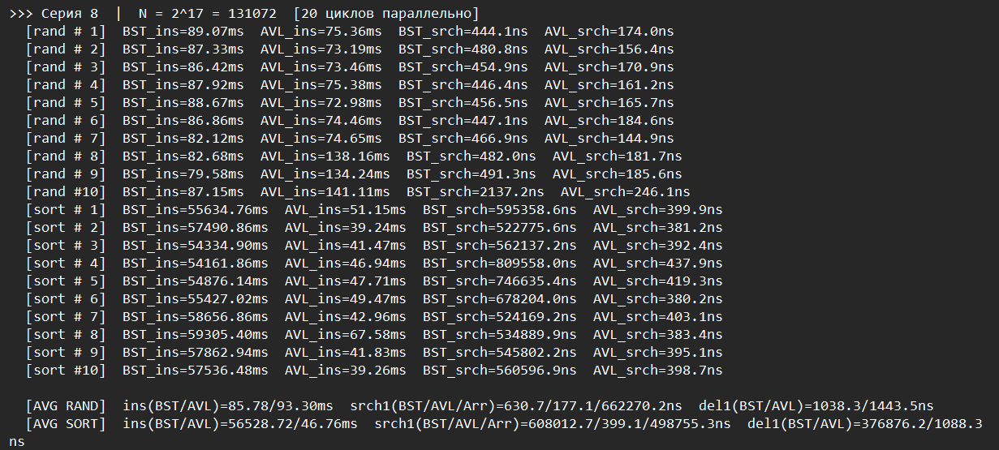 >>> Серия 8 | N = 2^17 = 131072 [20 циклов параллельно]
[rand # 1] BST_ins=89.07ms AVL_ins=75.36ms BST_srch=444.1ns AVL_srch=174.0ns
[rand # 2] BST_ins=87.33ms AVL_ins=73.19ms BST_srch=480.8ns AVL_srch=156.4ns
[rand # 3] BST_ins=86.42ms AVL_ins=73.46ms BST_srch=454.9ns AVL_srch=170.9ns
[rand # 4] BST_ins=87.92ms AVL_ins=75.38ms BST_srch=446.4ns AVL_srch=161.2ns
[rand # 5] BST_ins=88.67ms AVL_ins=72.98ms BST_srch=456.5ns AVL_srch=165.7ns
[rand # 6] BST_ins=86.86ms AVL_ins=74.46ms BST_srch=447.1ns AVL_srch=184.6ns
[rand # 7] BST_ins=82.12ms AVL_ins=74.65ms BST_srch=466.9ns AVL_srch=144.9ns
[rand # 8] BST_ins=82.68ms AVL_ins=138.16ms BST_srch=482.0ns AVL_srch=181.7ns
[rand # 9] BST_ins=79.58ms AVL_ins=134.24ms BST_srch=491.3ns AVL_srch=185.6ns
[rand #10] BST_ins=87.15ms AVL_ins=141.11ms BST_srch=2137.2ns AVL_srch=246.1ns
[sort # 1] BST_ins=55634.76ms AVL_ins=51.15ms BST_srch=595358.6ns AVL_srch=399.9ns
[sort # 2] BST_ins=57490.86ms AVL_ins=39.24ms BST_srch=522775.6ns AVL_srch=381.2ns
[sort # 3] BST_ins=54334.90ms AVL_ins=41.47ms BST_srch=562137.2ns AVL_srch=392.4ns
[sort # 4] BST_ins=54161.86ms AVL_ins=46.94ms BST_srch=809558.0ns AVL_srch=437.9ns
[sort # 5] BST_ins=54876.14ms AVL_ins=47.71ms BST_srch=746635.4ns AVL_srch=419.3ns
[sort # 6] BST_ins=55427.02ms AVL_ins=49.47ms BST_srch=678204.0ns AVL_srch=380.2ns
[sort # 7] BST_ins=58656.86ms AVL_ins=42.96ms BST_srch=524169.2ns AVL_srch=403.1ns
[sort # 8] BST_ins=59305.40ms AVL_ins=67.58ms BST_srch=534889.9ns AVL_srch=383.4ns
[sort # 9] BST_ins=57862.94ms AVL_ins=41.83ms BST_srch=545802.2ns AVL_srch=395.1ns
[sort #10] BST_ins=57536.48ms AVL_ins=39.26ms BST_srch=560596.9ns AVL_srch=398.7ns
[AVG RAND] ins(BST/AVL)=85.78/93.30ms srch1(BST/AVL/Arr)=630.7/177.1/662270.2ns del1(BST/AVL)=1038.3/1443.5ns
[AVG SORT] ins(BST/AVL)=56528.72/46.76ms srch1(BST/AVL/Arr)=608012.7/399.1/498755.3ns del1(BST/AVL)=376876.2/1088.3
ns